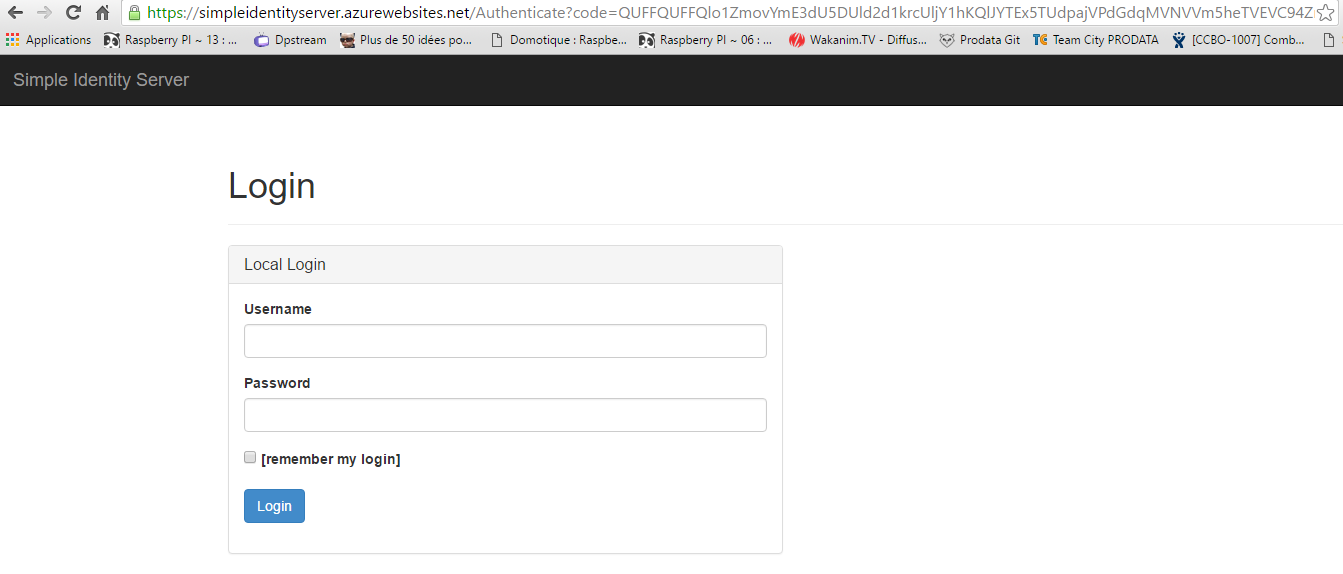 https://simpleidentityserver.azurewebsites.net/Authenticate?code=QUFFQUFFQlo1ZmovYmE3dU5DUld2d1krcUljY1hKQlJYTEx5TUdpajVPdGdqMVNVVm5heTVEVC94Z
Applications Raspberry PI ~ 13 : ... Dpstream Plus de 50 idées po... Domotique : Raspbe... Raspberry PI ~ 06 : ... Wakanim.TV - Diffus... Prodata Git Team City PRODATA [CCBO-1007] Comb...
Simple Identity Server
Login
Local Login
Username
Password
[remember my login]
Login